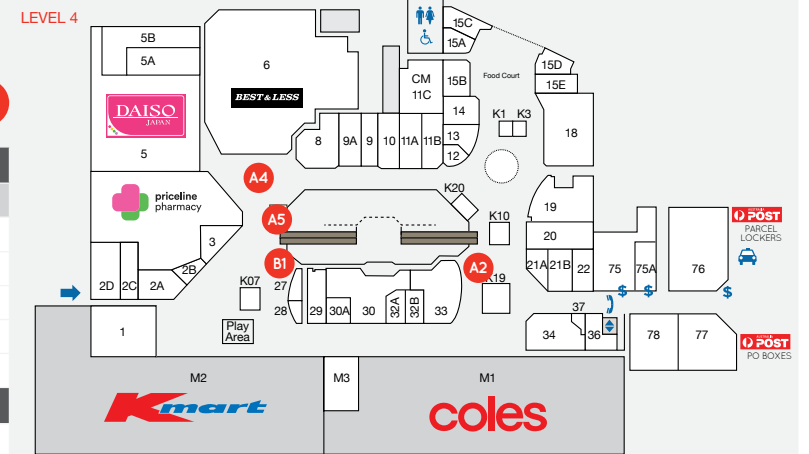 LEVEL 4
5B
5A
DAISO
JAPAN
5
6
BEST&LESS
15C
15A
Food Court
15D
15E
CM
11C
15B
14
13
12
K1
K3
18
8
9A
9
10
11A
11B
A4
priceline
pharmacy
K20
A5
K10
19
20
AUSTRALIA
POST
PARCEL
LOCKERS
3
2B
2D
2C
2A
B1
A2
K19
21A
21B
22
75
75A
76
$
$
$
K07
27
28
29
30A
30
32A
32B
33
Play
Area
1
37
34
36
78
77
AUSTRALIA
POST
PO BOXES
M2
M3
M1
Kmart
coles